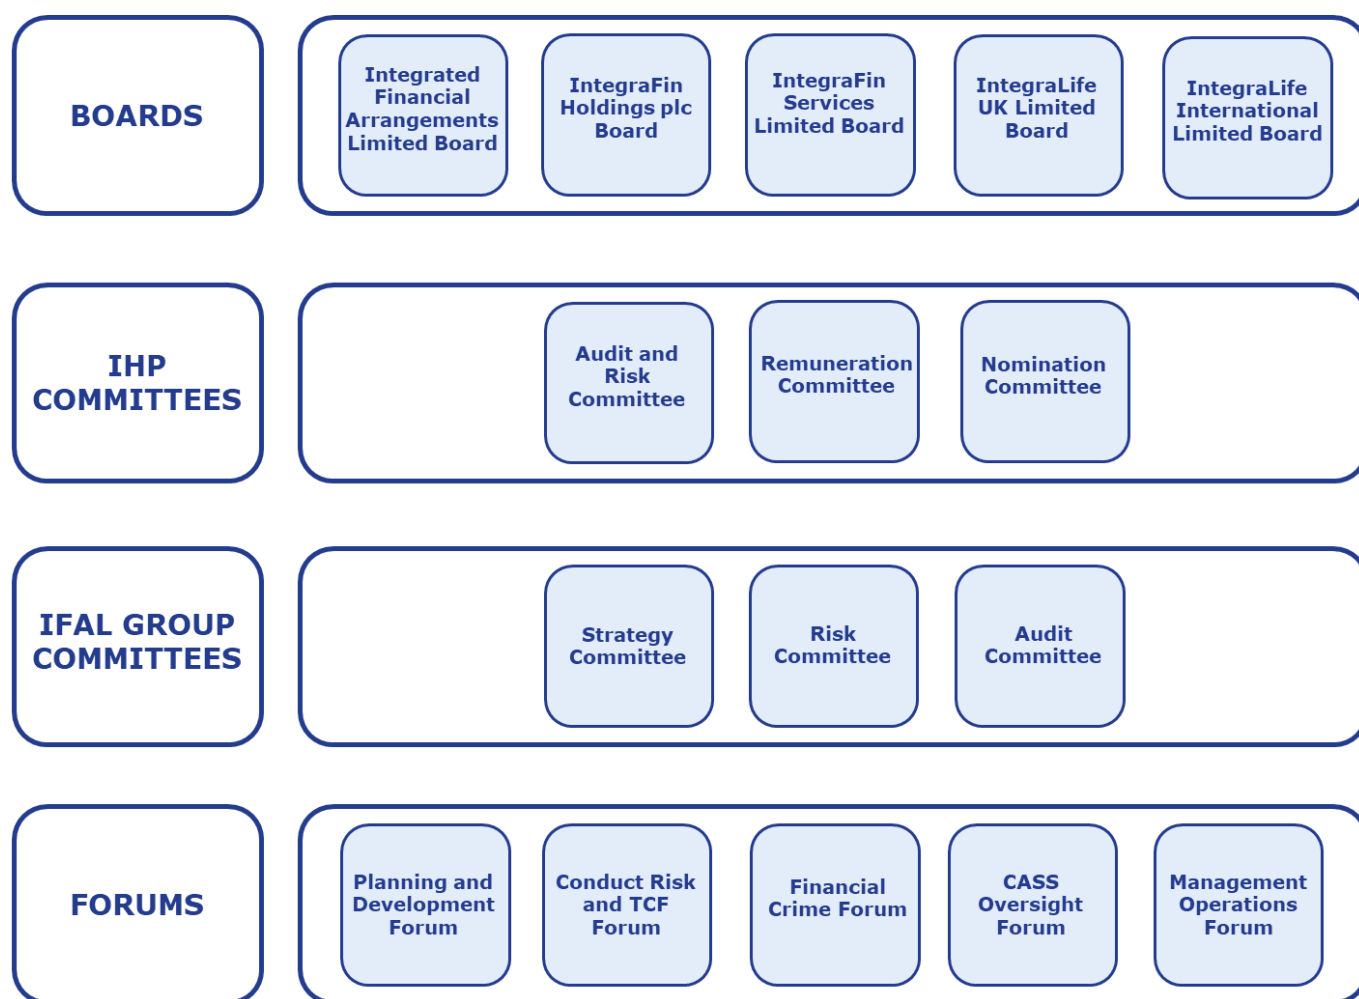 BOARDS
Integrated
Financial
Arrangements
Limited Board
IntegraFin
Holdings plc
Board
IntegraFin
Services
Limited Board
IntegraLife
UK Limited
Board
IntegraLife
International
Limited Board
IHP
COMMITTEES
Audit and
Risk
Committee
Remuneration
Committee
Nomination
Committee
IFAL GROUP
COMMITTEES
Strategy
Committee
Risk
Committee
Audit
Committee
FORUMS
Planning and
Development
Forum
Conduct Risk
and TCF
Forum
Financial
Crime Forum
CASS
Oversight
Forum
Management
Operations
Forum